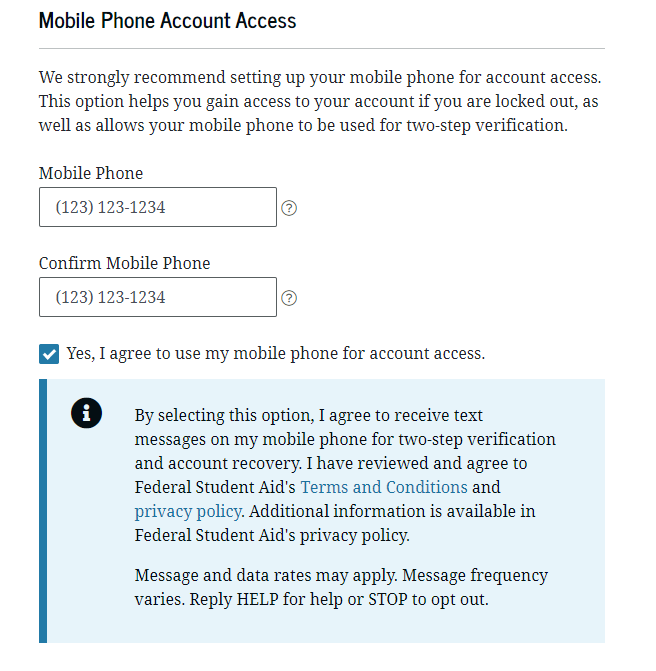 Mobile Phone Account Access
We strongly recommend setting up your mobile phone for account access.
This option helps you gain access to your account if you are locked out, as
well as allows your mobile phone to be used for two-step verification.
Mobile Phone
(123) 123-1234
?
Confirm Mobile Phone
(123) 123-1234
?
Yes, I agree to use my mobile phone for account access.
i
By selecting this option, I agree to receive text
messages on my mobile phone for two-step verification
and account recovery. I have reviewed and agree to
Federal Student Aid's Terms and Conditions and
privacy policy. Additional information is available in
Federal Student Aid's privacy policy.
Message and data rates may apply. Message frequency
varies. Reply HELP for help or STOP to opt out.